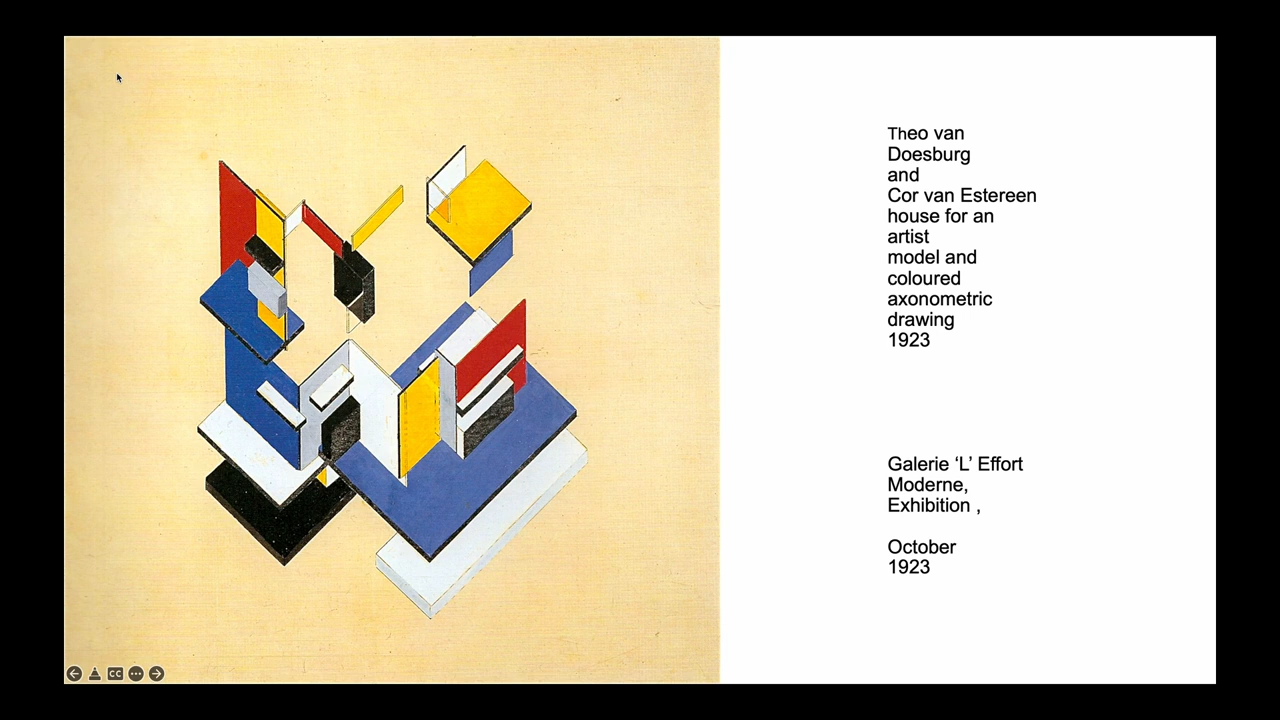 Theo van
Doesburg
and
Cor van Estereen
house for an
artist
model and
coloured
axonometric
drawing
1923
Galerie ‘L’ Effort
Moderne,
Exhibition ,
October
1923
CC